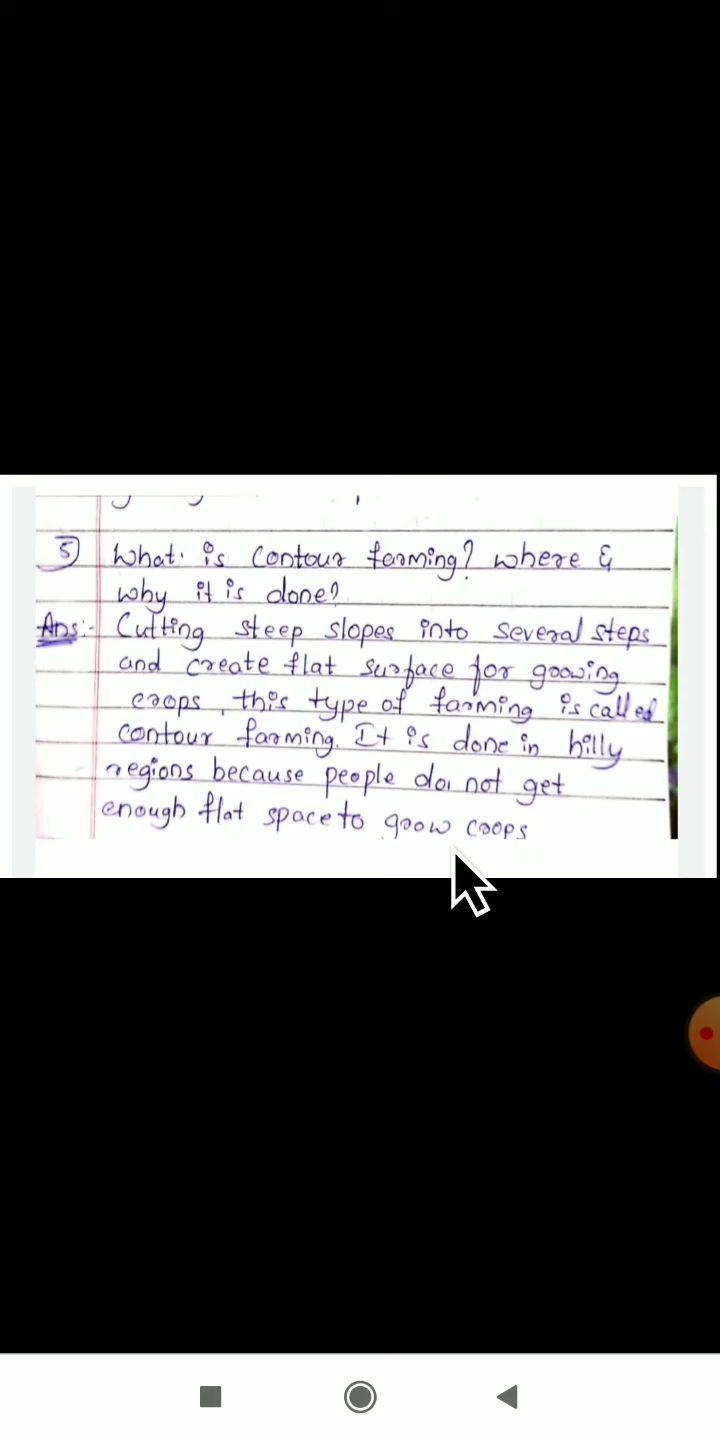 5 What is contour farming? where &
why it is done?
Ans:- Cutting steep slopes into several steps
and create flat surface for growing
crops, this type of farming is called
contour farming. It is done in hilly
regions because people do not get
enough flat space to grow crops